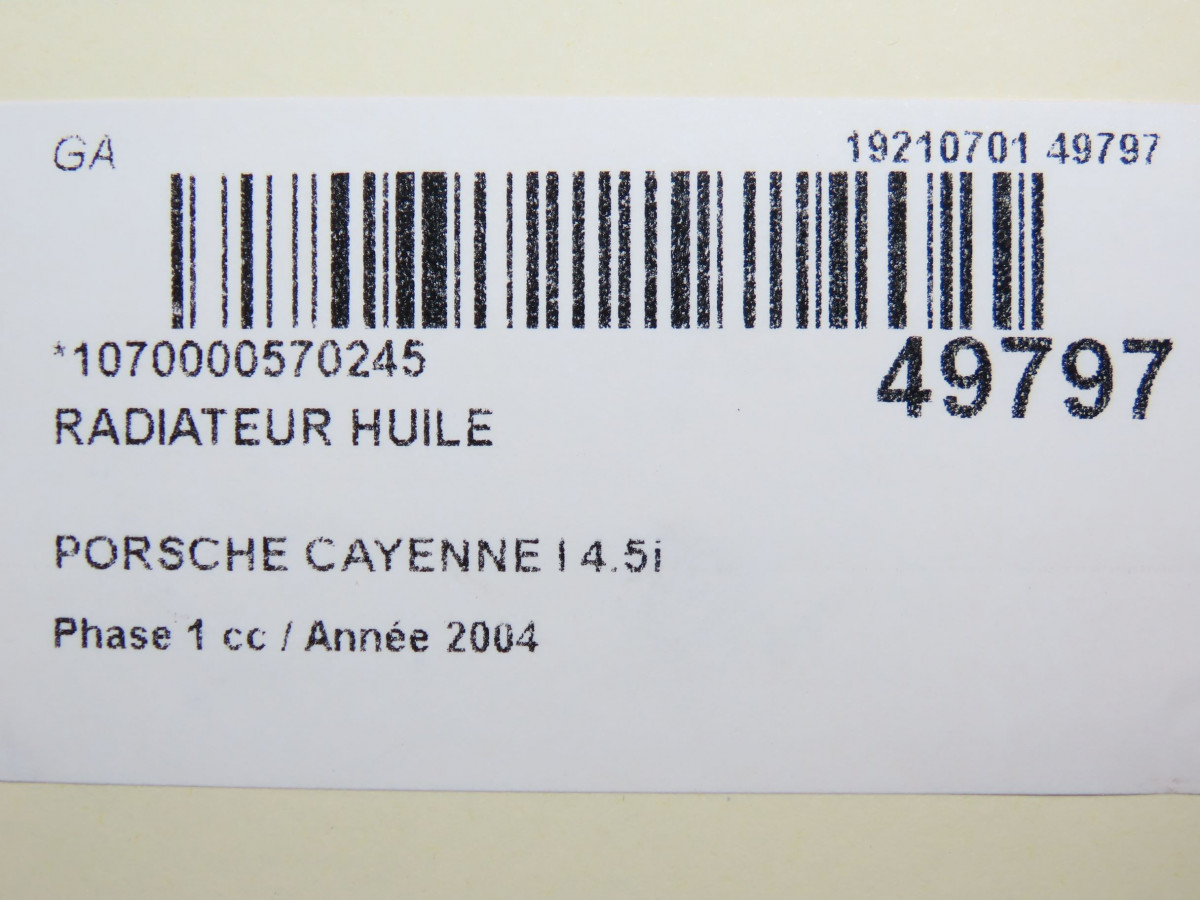 GA
19210701 49797
*1070000570245
49797
RADIATEUR HUILE
PORSCHE CAYENNE I 4.5i
Phase 1 cc / Année 2004